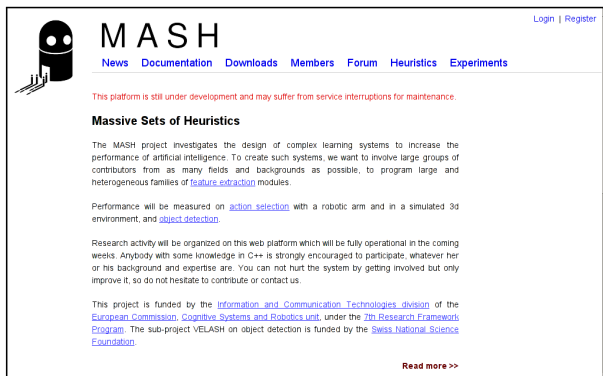 Login | Register
MASH
News Documentation Downloads Members Forum Heuristics Experiments
This platform is still under development and may suffer from service interruptions for maintenance.
Massive Sets of Heuristics
The MASH project investigates the design of complex learning systems to increase the
performance of artificial intelligence. To create such systems, we want to involve large groups of
contributors from as many fields and backgrounds as possible, to program large and
heterogeneous families of feature extraction modules.
Performance will be measured on action selection with a robotic arm and in a simulated 3d
environment, and object detection.
Research activity will be organized on this web platform which will be fully operational in the coming
weeks. Anybody with some knowledge in C++ is strongly encouraged to participate, whatever her
or his background and expertise are. You can not hurt the system by getting involved but only
improve it, so do not hesitate to contribute or contact us.
This project is funded by the Information and Communication Technologies division of the
European Commission, Cognitive Systems and Robotics unit, under the 7th Research Framework
Program. The sub-project VELASH on object detection is funded by the Swiss National Science
Foundation.
Read more >>